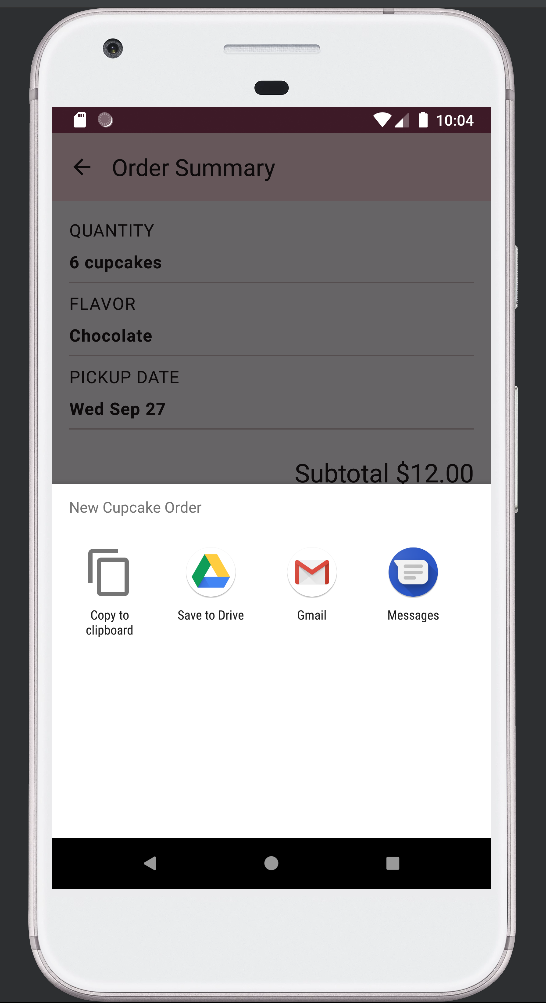 10:04
Order Summary
QUANTITY
6 cupcakes
FLAVOR
Chocolate
PICKUP DATE
Wed Sep 27
Subtotal $12.00
New Cupcake Order
Copy to
clipboard
Save to Drive
Gmail
Messages